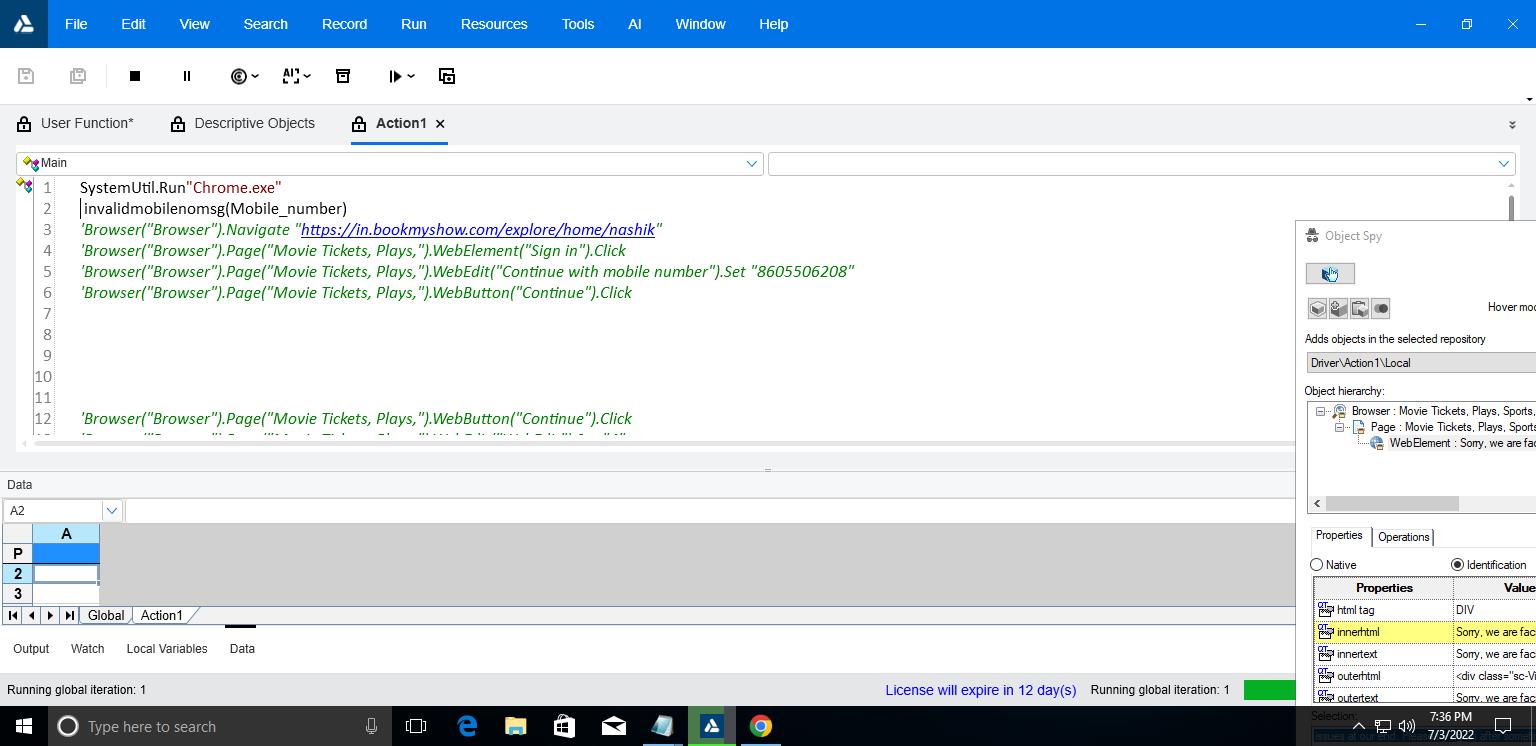 File Edit View Search Record Run Resources Tools AI Window Help
User Function* Descriptive Objects Action1
Main
1 SystemUtil.Run"Chrome.exe"
2 invalidmobilenomsg(Mobile_number)
3 'Browser("Browser").Navigate "https://in.bookmyshow.com/explore/home/nashik"
4 'Browser("Browser").Page("Movie Tickets, Plays,").WebElement("Sign in").Click
5 'Browser("Browser").Page("Movie Tickets, Plays,").WebEdit("Continue with mobile number").Set "8605506208"
6 'Browser("Browser").Page("Movie Tickets, Plays,").WebButton("Continue").Click
7
8
9
10
11
12 'Browser("Browser").Page("Movie Tickets, Plays,").WebButton("Continue").Click
Object Spy
Hover mod
Adds objects in the selected repository
Driver\Action1\Local
Object hierarchy:
Browser : Movie Tickets, Plays, Sports,
Page : Movie Tickets, Plays, Sports
WebElement : Sorry, we are fac
Properties Operations
Native Identification
Properties Value
html tag DIV
innerhtml Sorry, we are fac
innertext Sorry, we are fac
outerhtml <div class="sc-Vi
outertext Sorry, we are fac
Selection:
Data
A2
A
P
2
3
Global Action1
Output Watch Local Variables Data
Running global iteration: 1 License will expire in 12 day(s) Running global iteration: 1
Type here to search
7:36 PM
7/3/2022